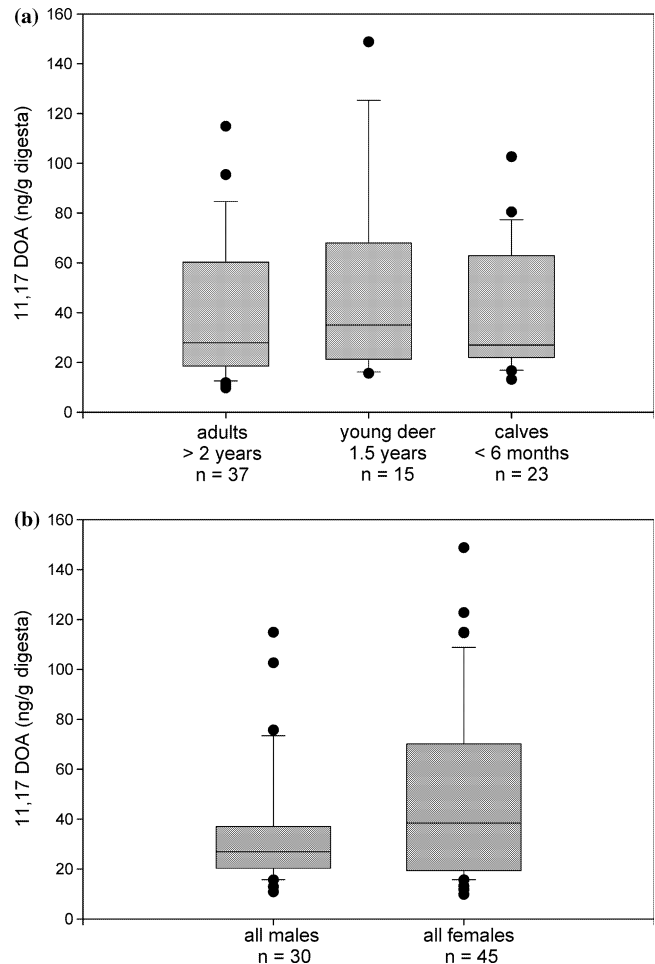 (a)
160
140
120
100
80
60
40
20
0
11,17 DOA (ng/g digesta)
adults
> 2 years
n = 37
young deer
1.5 years
n = 15
calves
< 6 months
n = 23
(b)
160
140
120
100
80
60
40
20
0
11,17 DOA (ng/g digesta)
all males
n = 30
all females
n = 45